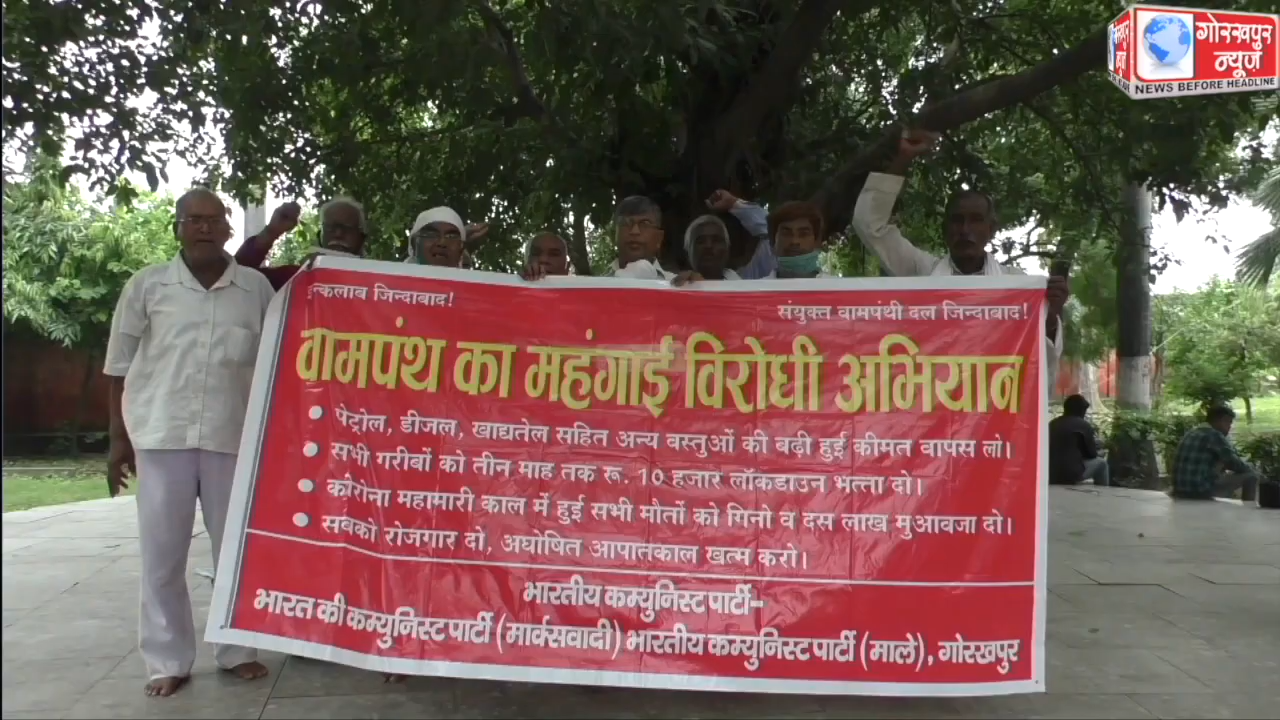 गोरखपुर
न्यूज़
NEWS BEFORE HEADLINE
इन्कलाब जिन्दाबाद!
संयुक्त वामपंथी दल जिन्दाबाद!
वामपंथ का महंगाई विरोधी अभियान
• पेट्रोल, डीजल, खाद्यतेल सहित अन्य वस्तुओं की बढ़ी हुई कीमत वापस लो।
• सभी गरीबों को तीन माह तक रू. 10 हजार लॉकडाउन भत्ता दो।
• कोरोना महामारी काल में हुई सभी मौतों को गिनो व दस लाख मुआवजा दो।
• सबको रोजगार दो, अघोषित आपातकाल खत्म करो।
भारतीय कम्युनिस्ट पार्टी-
भारत की कम्युनिस्ट पार्टी (मार्क्सवादी) भारतीय कम्युनिस्ट पार्टी (माले), गोरखपुर